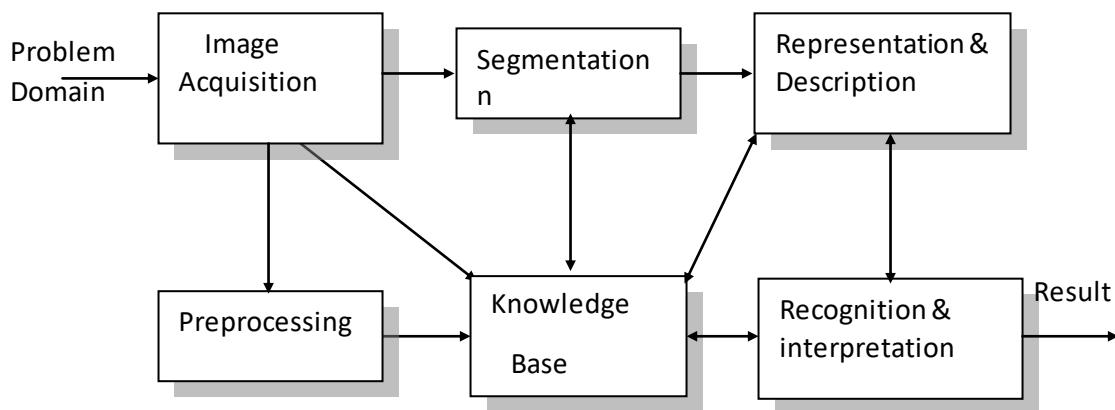 Problem
Domain
Image
Acquisition
Segmentation
n
Representation &
Description
Preprocessing
Knowledge
Base
Recognition &
interpretation
Result